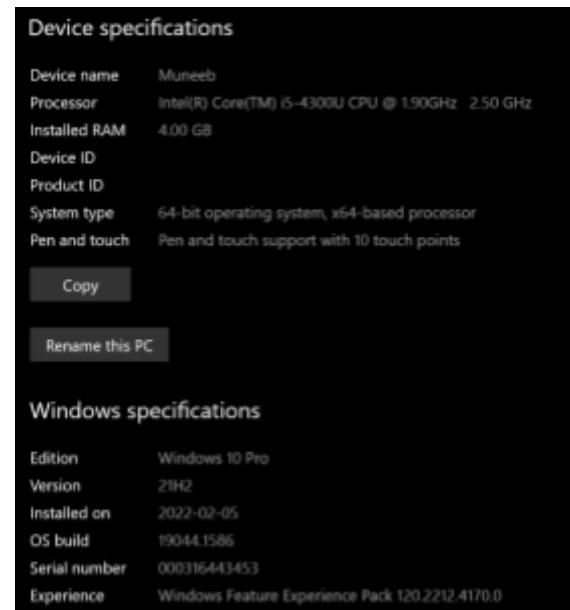 Device specifications
Device name Muneeb
Processor Intel(R) Core(TM) i5-4300U CPU @ 1.90GHz 2.50 GHz
Installed RAM 4.00 GB
Device ID
Product ID
System type 64-bit operating system, x64-based processor
Pen and touch Pen and touch support with 10 touch points
Copy
Rename this PC
Windows specifications
Edition Windows 10 Pro
Version 21H2
Installed on 2022-02-05
OS build 19044.1586
Serial number 000316443453
Experience Windows Feature Experience Pack 120.2212.4170.0